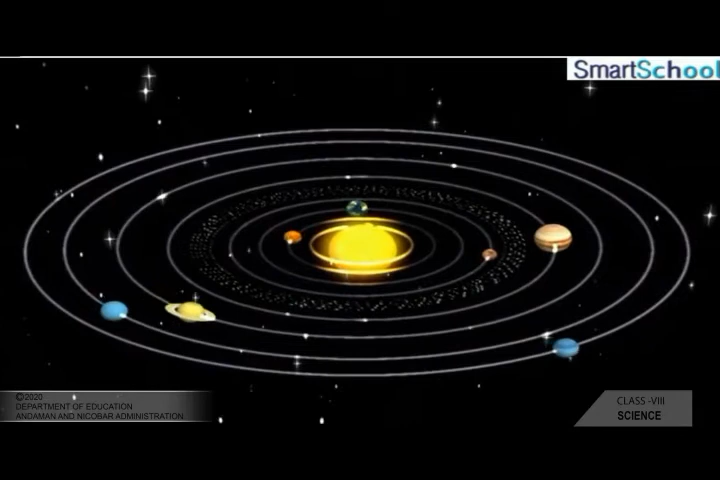 SmartSchool
©2020
DEPARTMENT OF EDUCATION
ANDAMAN AND NICOBAR ADMINISTRATION
CLASS -VIII
SCIENCE